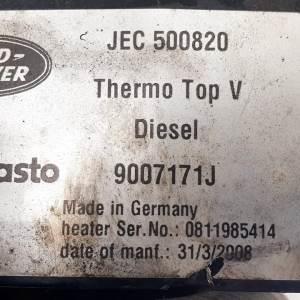 JEC 500820
Thermo Top V
Diesel
9007171J
Made in Germany
heater Ser.No.: 0811985414
date of manf.: 31/3/2008